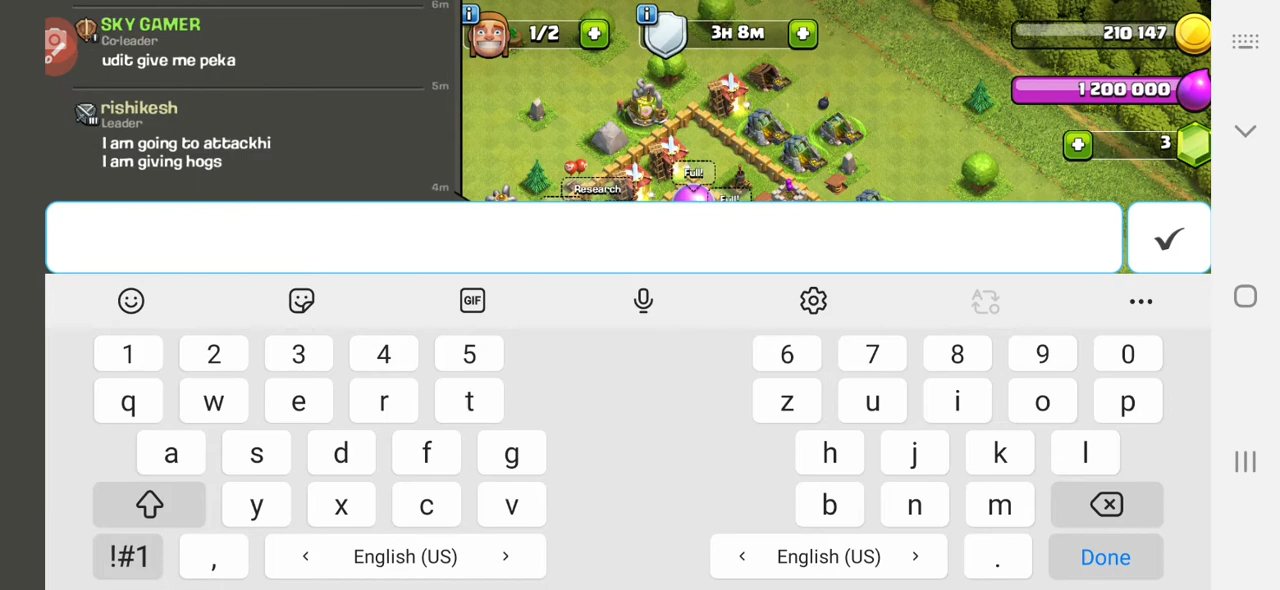 6m
SKY GAMER
Co-leader
udit give me peka
5m
rishikesh
Leader
I am going to attackhi
I am giving hogs
4m
1/2
3H 8M
210 147
1 200 000
3
Research
Full!
Full!
GIF
1 2 3 4 5 6 7 8 9 0
q w e r t z u i o p
a s d f g h j k l
y x c v b n m
!#1 , < English (US) > < English (US) > . Done